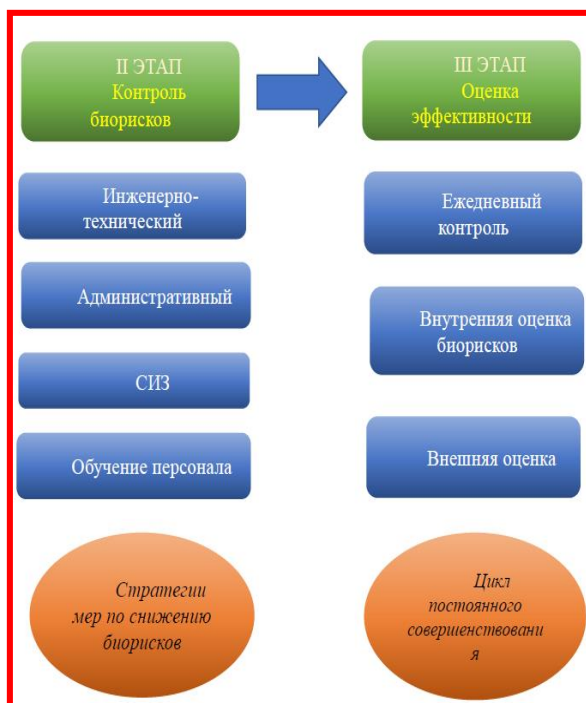 II ЭТАП
Контроль
биорисков
III ЭТАП
Оценка
эффективности
Инженерно-
технический
Административный
СИЗ
Обучение персонала
Ежедневный
контроль
Внутренняя оценка
биорисков
Внешняя оценка
Стратегии
мер по снижению
биорисков
Цикл
постоянного
совершенствовани
я